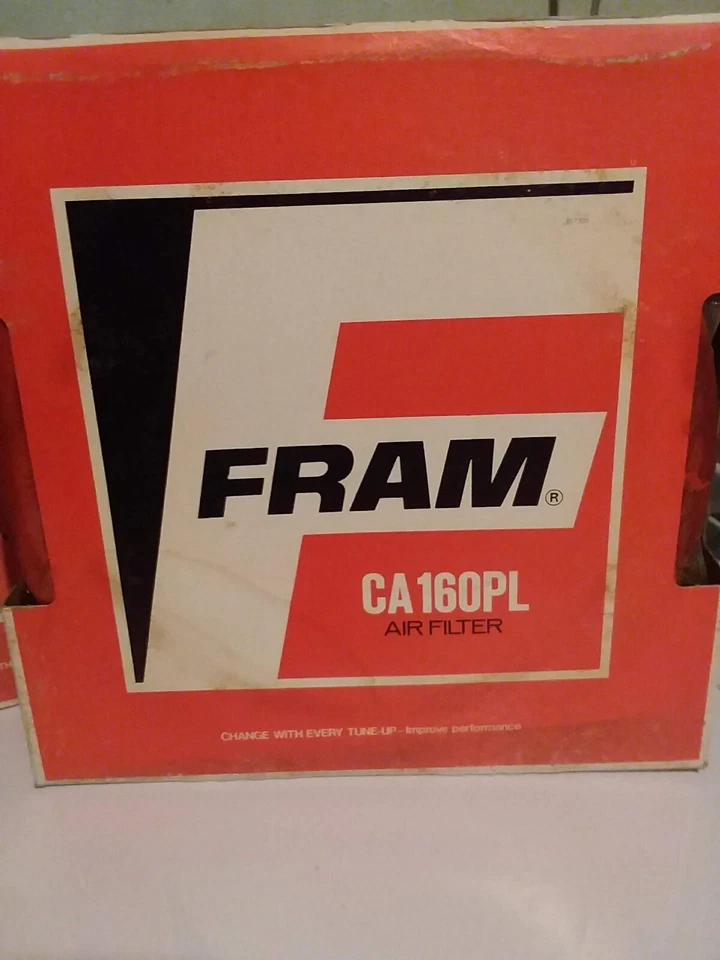 FRAM®
CA160PL
AIR FILTER
CHANGE WITH EVERY TUNE-UP - Improve performance